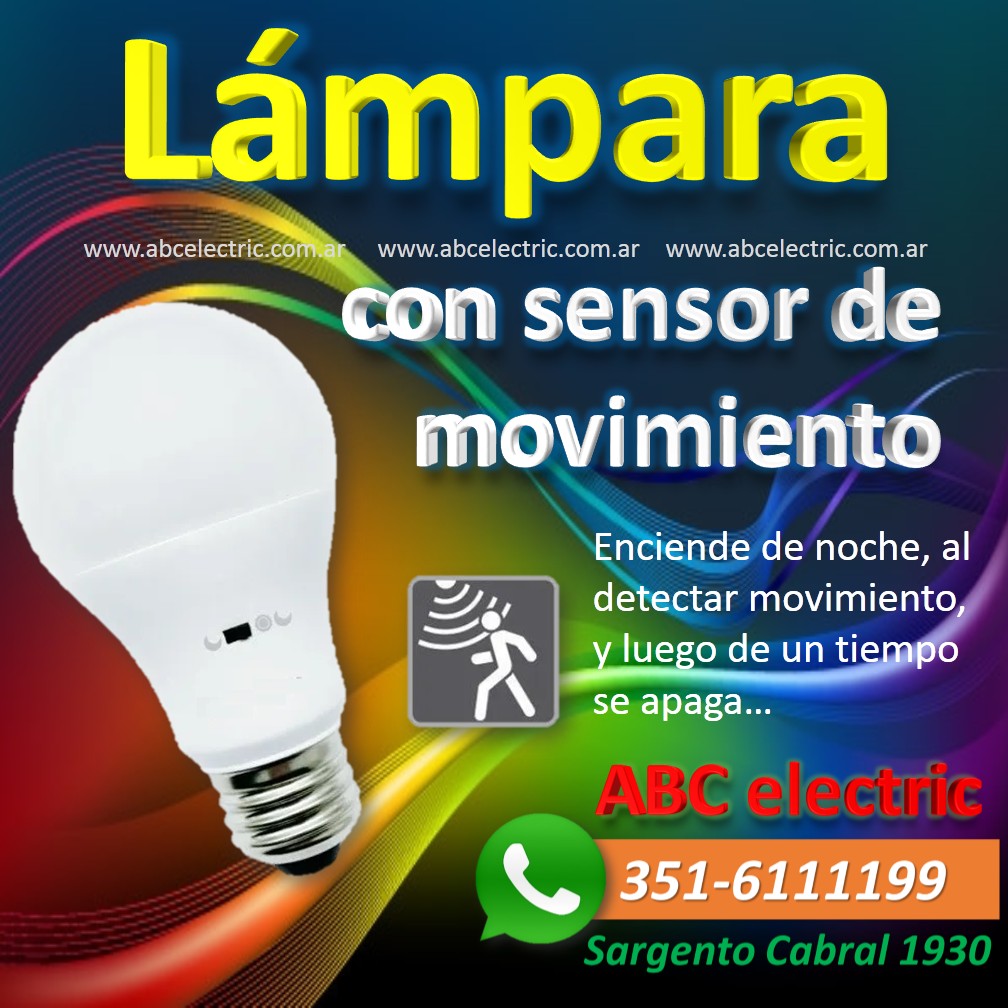 Lámpara
www.abcelectric.com.ar www.abcelectric.com.ar www.abcelectric.com.ar
con sensor de
movimiento
Enciende de noche, al
detectar movimiento,
y luego de un tiempo
se apaga...
ABC electric
351-6111199
Sargento Cabral 1930